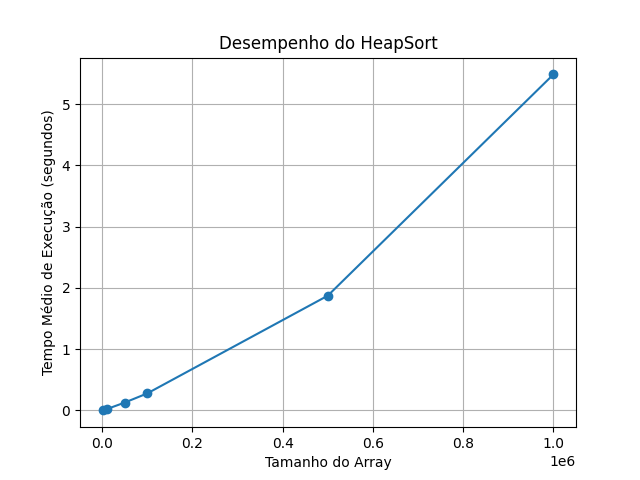 Desempenho do HeapSort
Tempo Médio de Execução (segundos)
5
4
3
2
1
0
0.0 0.2 0.4 0.6 0.8 1.0
1e6
Tamanho do Array